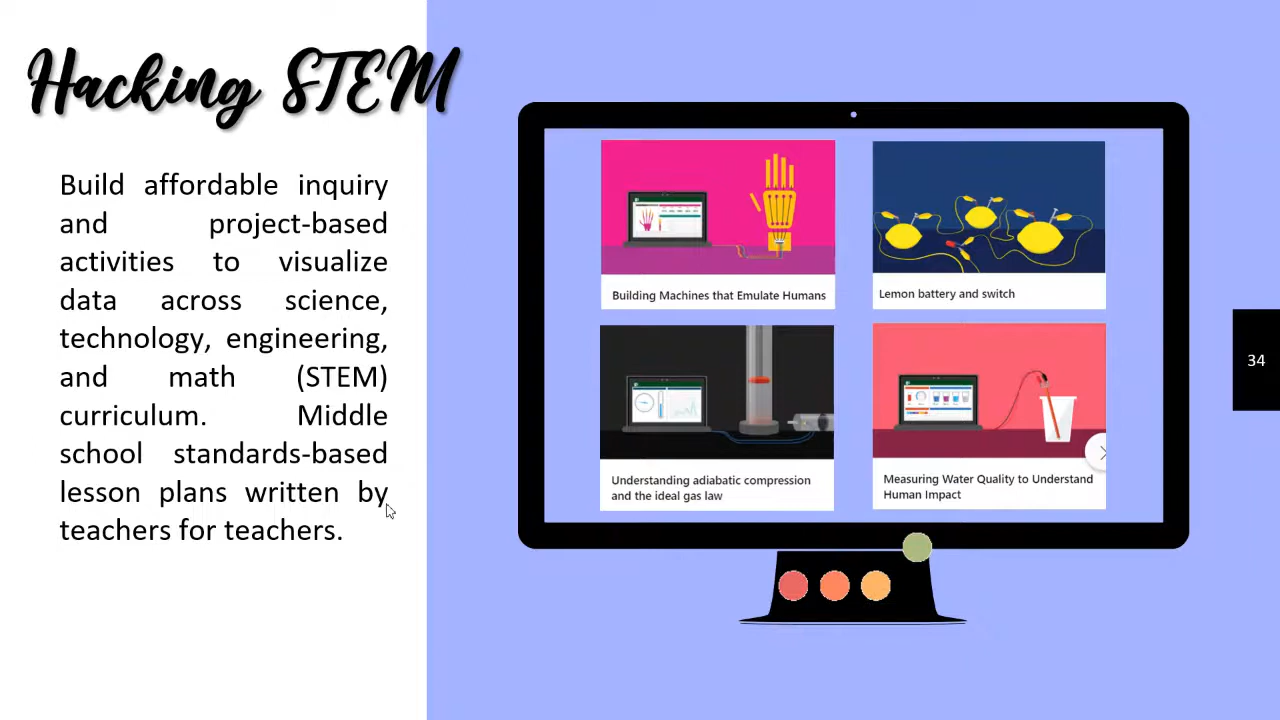 Hacking STEM
Build affordable inquiry
and project-based
activities to visualize
data across science,
technology, engineering,
and math (STEM)
curriculum. Middle
school standards-based
lesson plans written by
teachers for teachers.
Building Machines that Emulate Humans
Lemon battery and switch
Understanding adiabatic compression
and the ideal gas law
Measuring Water Quality to Understand
Human Impact
34